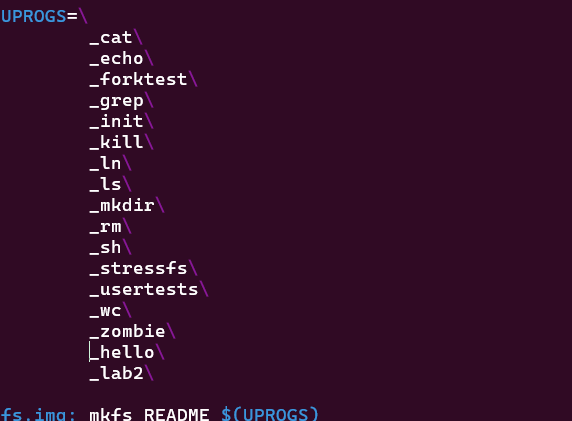 UPROGS=\
_cat\
_echo\
_forktest\
_grep\
_init\
_kill\
_ln\
_ls\
_mkdir\
_rm\
_sh\
_stressfs\
_usertests\
_wc\
_zombie\
_hello\
_lab2\
fs.img: mkfs README $(UPROGS)